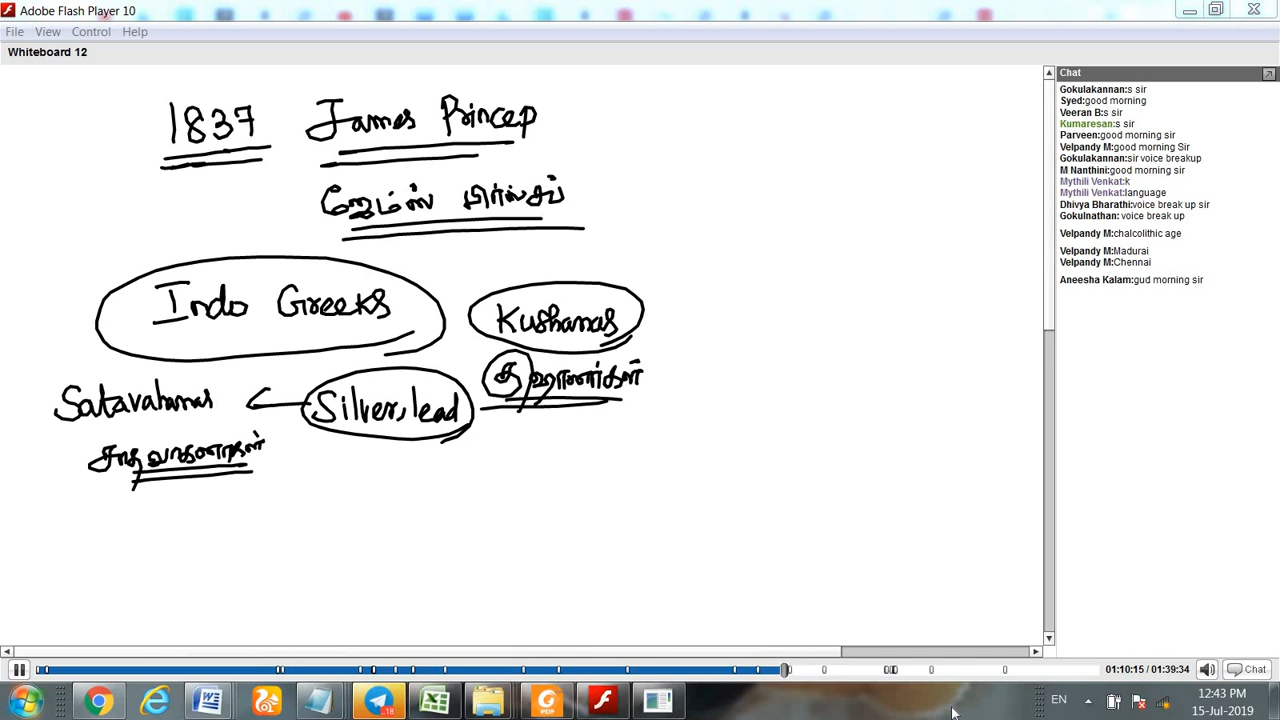 Adobe Flash Player 10
File View Control Help
Whiteboard 12
1837 James Princep
ஜேம்ஸ் பிரின்சப்
Indo Greeks
Kushanas
குஷாணர்கள்
Satavahanas
Silver, lead
சாதவாகனர்கள்
Chat
Gokulakannan:s sir
Syed:good morning
Veeran B:s sir
Kumaresan:s sir
Parveen:good morning sir
Velpandy M:good morning Sir
Gokulakannan:sir voice breakup
M Nanthini:good morning sir
Mythili Venkat:k
Mythili Venkat:language
Dhivya Bharathi:voice break up sir
Gokulnathan: voice break up
Velpandy M:chalcolithic age
Velpandy M:Madurai
Velpandy M:Chennai
Aneesha Kalam:gud morning sir
01:10:15 / 01:39:34 Chat
18
PDF
EN
12:43 PM
15-Jul-2019